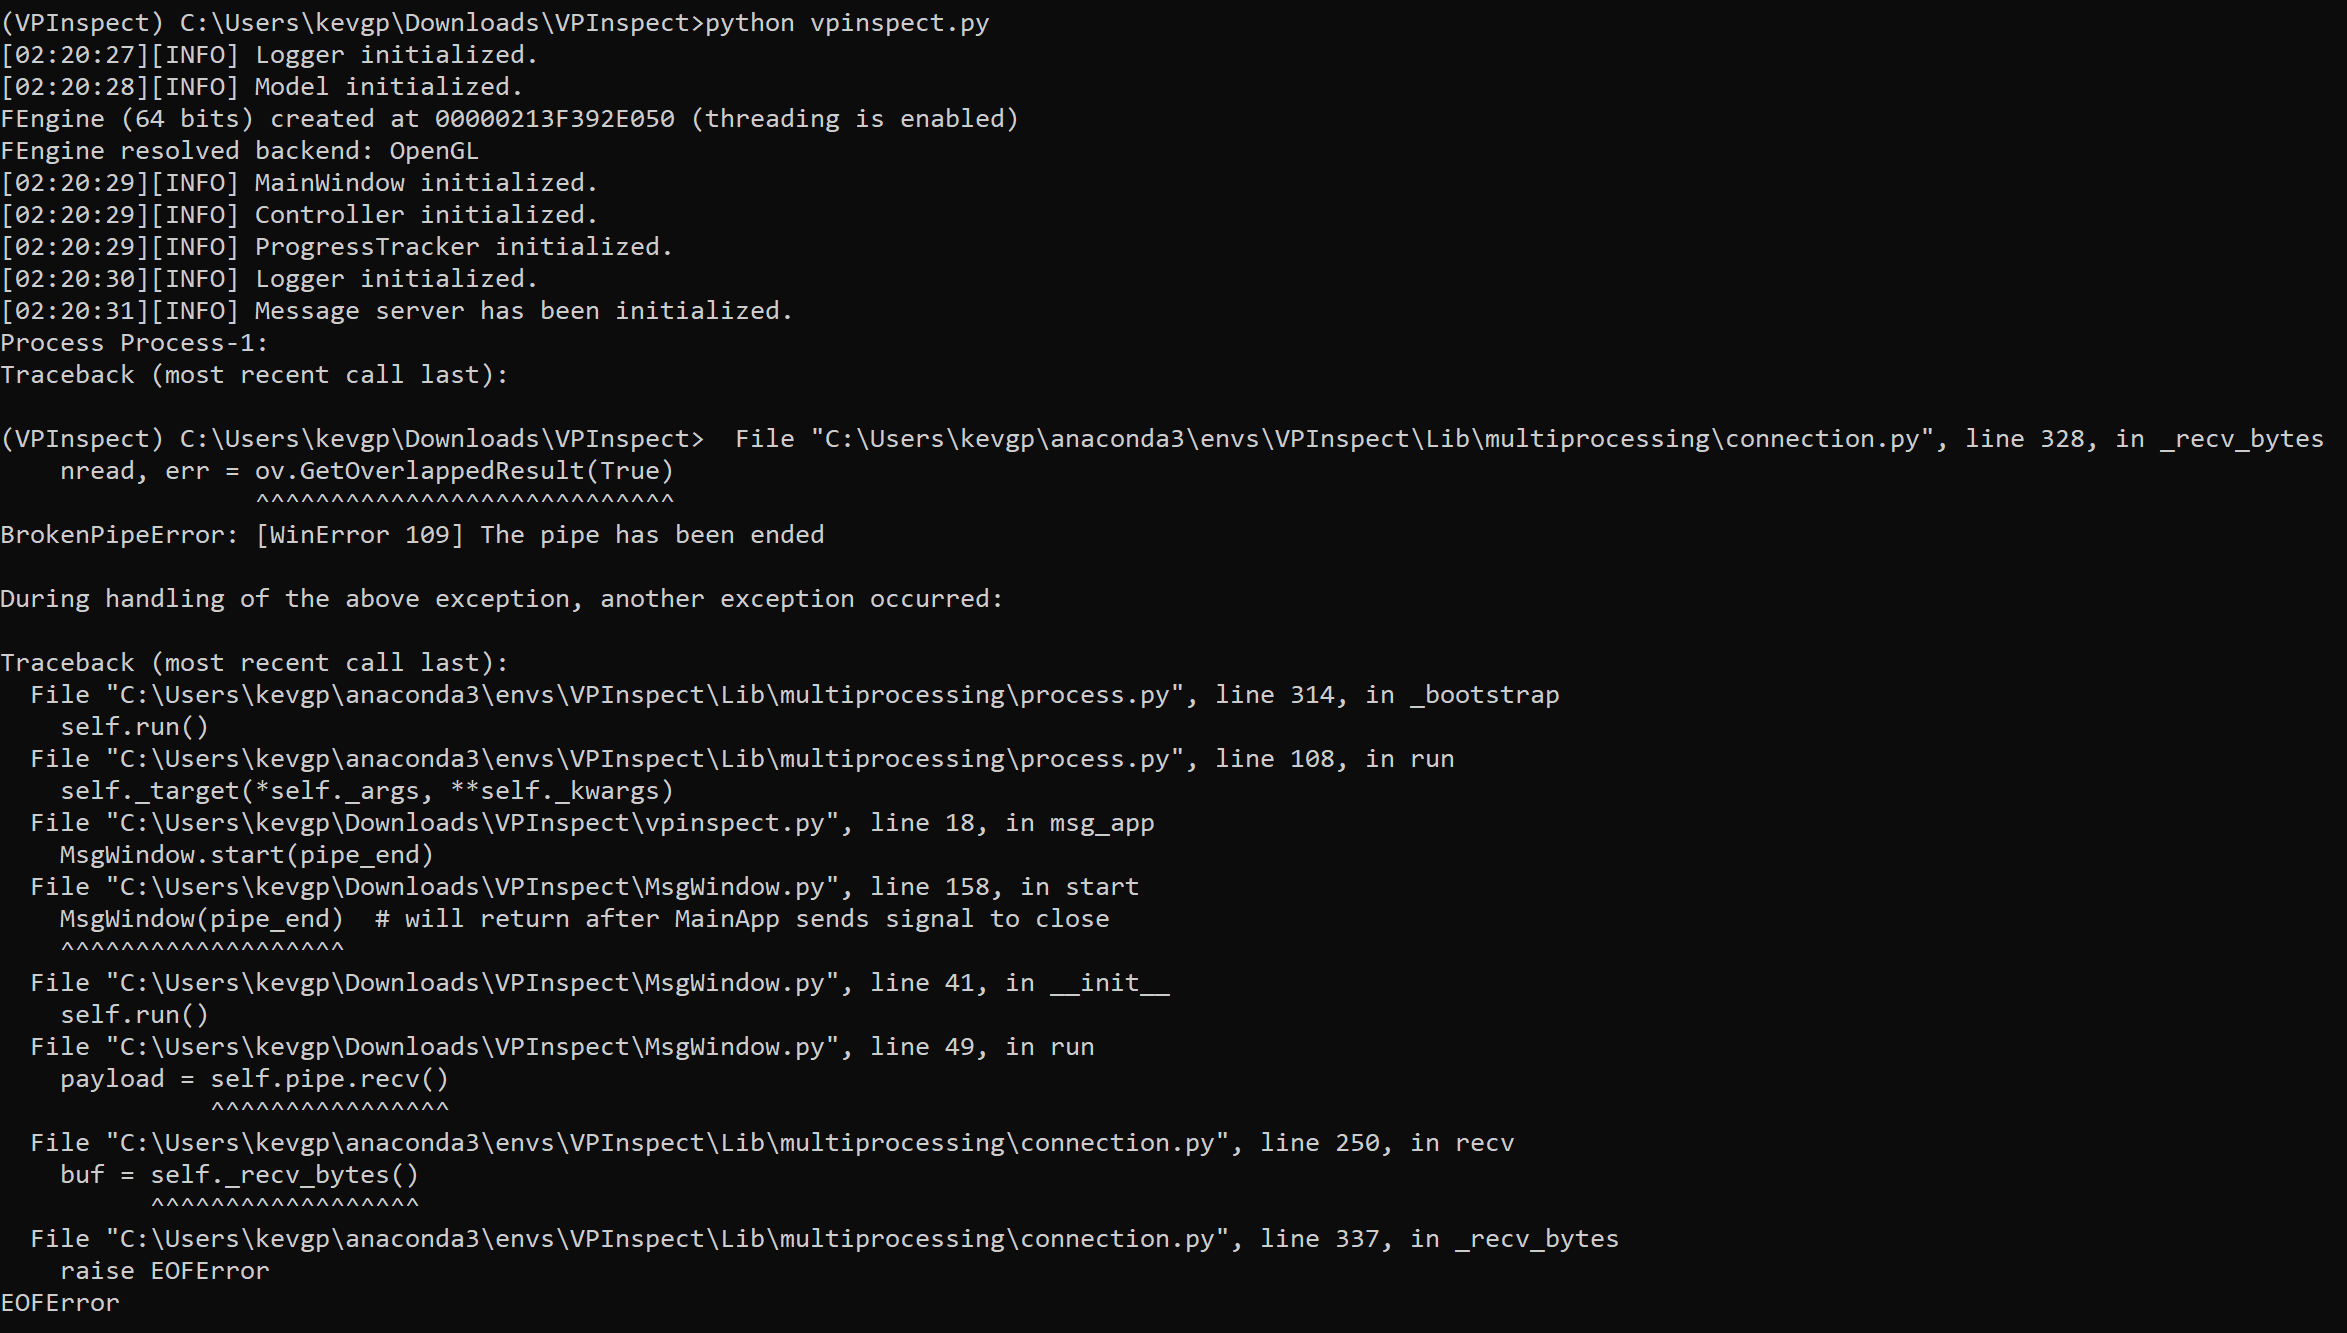 (VPInspect) C:\Users\kevgp\Downloads\VPInspect>python vpinspect.py
[02:20:27][INFO] Logger initialized.
[02:20:28][INFO] Model initialized.
FEngine (64 bits) created at 00000213F392E050 (threading is enabled)
FEngine resolved backend: OpenGL
[02:20:29][INFO] MainWindow initialized.
[02:20:29][INFO] Controller initialized.
[02:20:29][INFO] ProgressTracker initialized.
[02:20:30][INFO] Logger initialized.
[02:20:31][INFO] Message server has been initialized.
Process Process-1:
Traceback (most recent call last):

(VPInspect) C:\Users\kevgp\Downloads\VPInspect>  File "C:\Users\kevgp\anaconda3\envs\VPInspect\Lib\multiprocessing\connection.py", line 328, in _recv_bytes
    nread, err = ov.GetOverlappedResult(True)
                 ^^^^^^^^^^^^^^^^^^^^^^^^^^^^
BrokenPipeError: [WinError 109] The pipe has been ended

During handling of the above exception, another exception occurred:

Traceback (most recent call last):
  File "C:\Users\kevgp\anaconda3\envs\VPInspect\Lib\multiprocessing\process.py", line 314, in _bootstrap
    self.run()
  File "C:\Users\kevgp\anaconda3\envs\VPInspect\Lib\multiprocessing\process.py", line 108, in run
    self._target(*self._args, **self._kwargs)
  File "C:\Users\kevgp\Downloads\VPInspect\vpinspect.py", line 18, in msg_app
    MsgWindow.start(pipe_end)
  File "C:\Users\kevgp\Downloads\VPInspect\MsgWindow.py", line 158, in start
    MsgWindow(pipe_end)  # will return after MainApp sends signal to close
    ^^^^^^^^^^^^^^^^^^^
  File "C:\Users\kevgp\Downloads\VPInspect\MsgWindow.py", line 41, in __init__
    self.run()
  File "C:\Users\kevgp\Downloads\VPInspect\MsgWindow.py", line 49, in run
    payload = self.pipe.recv()
              ^^^^^^^^^^^^^^^^
  File "C:\Users\kevgp\anaconda3\envs\VPInspect\Lib\multiprocessing\connection.py", line 250, in recv
    buf = self._recv_bytes()
          ^^^^^^^^^^^^^^^^^^
  File "C:\Users\kevgp\anaconda3\envs\VPInspect\Lib\multiprocessing\connection.py", line 337, in _recv_bytes
    raise EOFError
EOFError